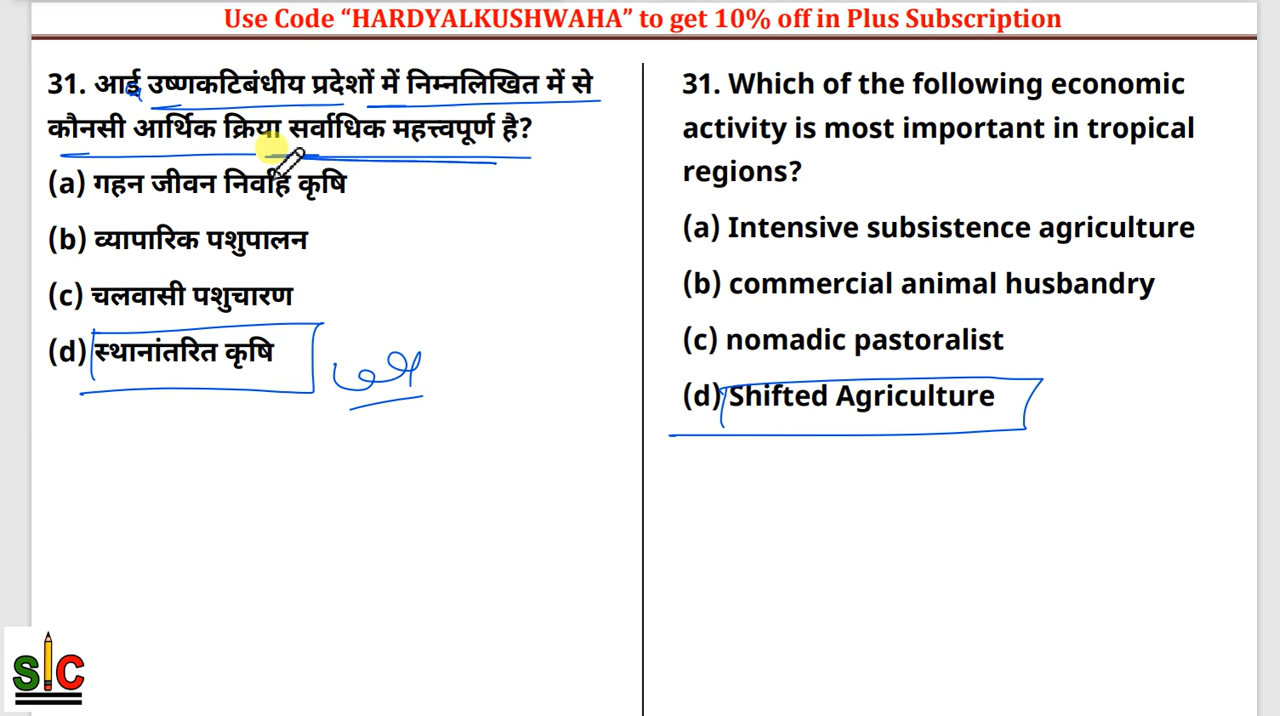 Use Code “HARDYALKUSHWAHA” to get 10% off in Plus Subscription
31. आई उष्णकटिबंधीय प्रदेशों में निम्नलिखित में से
कौनसी आर्थिक क्रिया सर्वाधिक महत्त्वपूर्ण है?
(a) गहन जीवन निर्वाह कृषि
(b) व्यापारिक पशुपालन
(c) चलवासी पशुचारण
(d) स्थानांतरित कृषि
31. Which of the following economic
activity is most important in tropical
regions?
(a) Intensive subsistence agriculture
(b) commercial animal husbandry
(c) nomadic pastoralist
(d) Shifted Agriculture
SIC